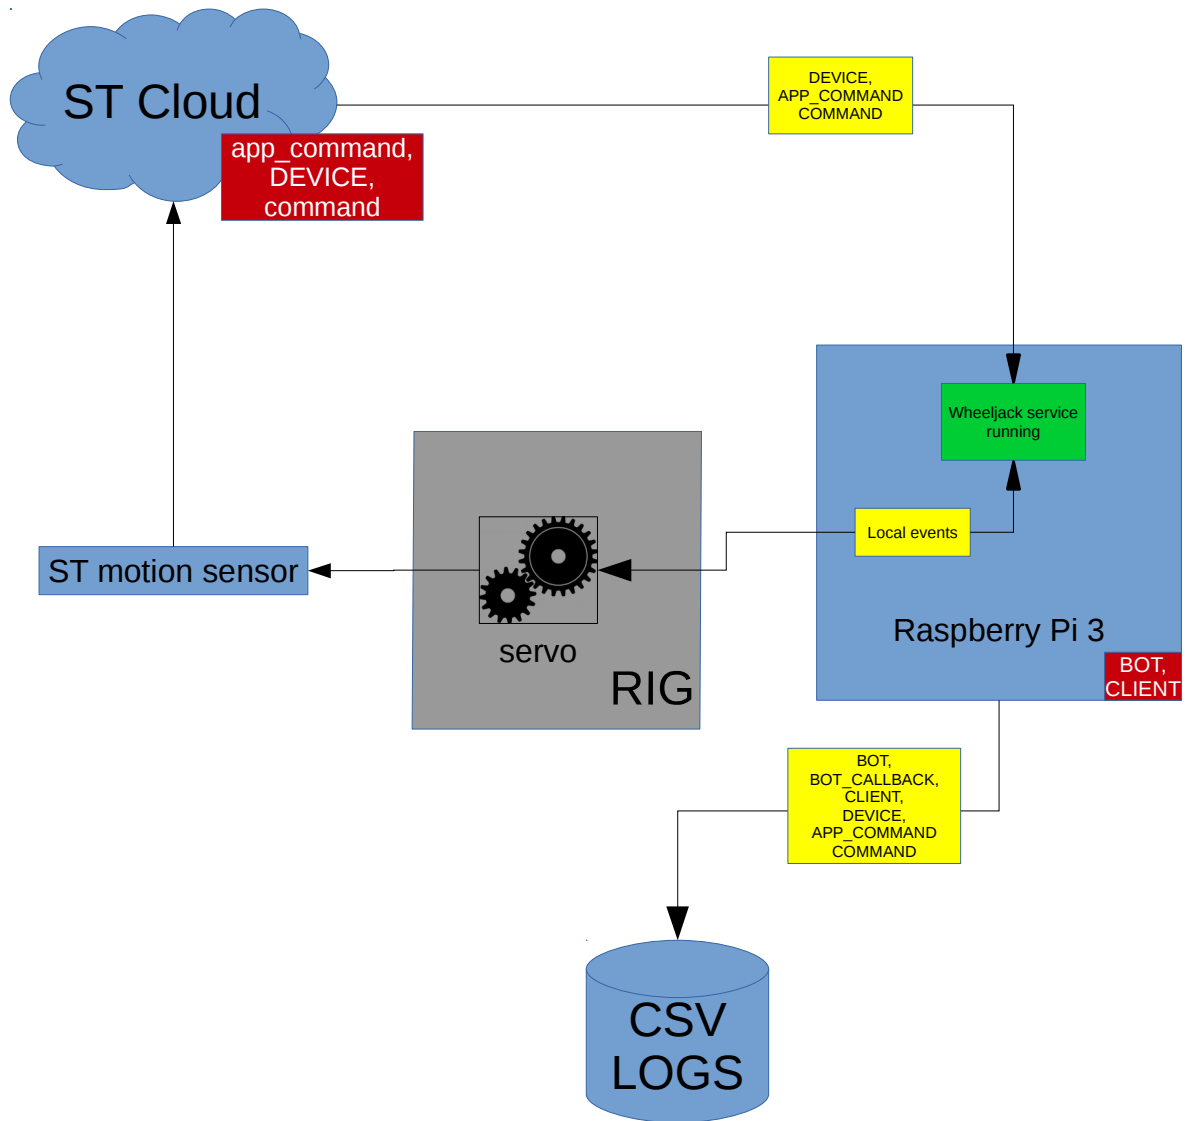 ST Cloud
app_command,
DEVICE,
command
DEVICE,
APP_COMMAND
COMMAND
Wheeljack service
running
Local events
Raspberry Pi 3
BOT,
CLIENT
ST motion sensor
servo
RIG
BOT,
BOT_CALLBACK,
CLIENT,
DEVICE,
APP_COMMAND
COMMAND
CSV
LOGS